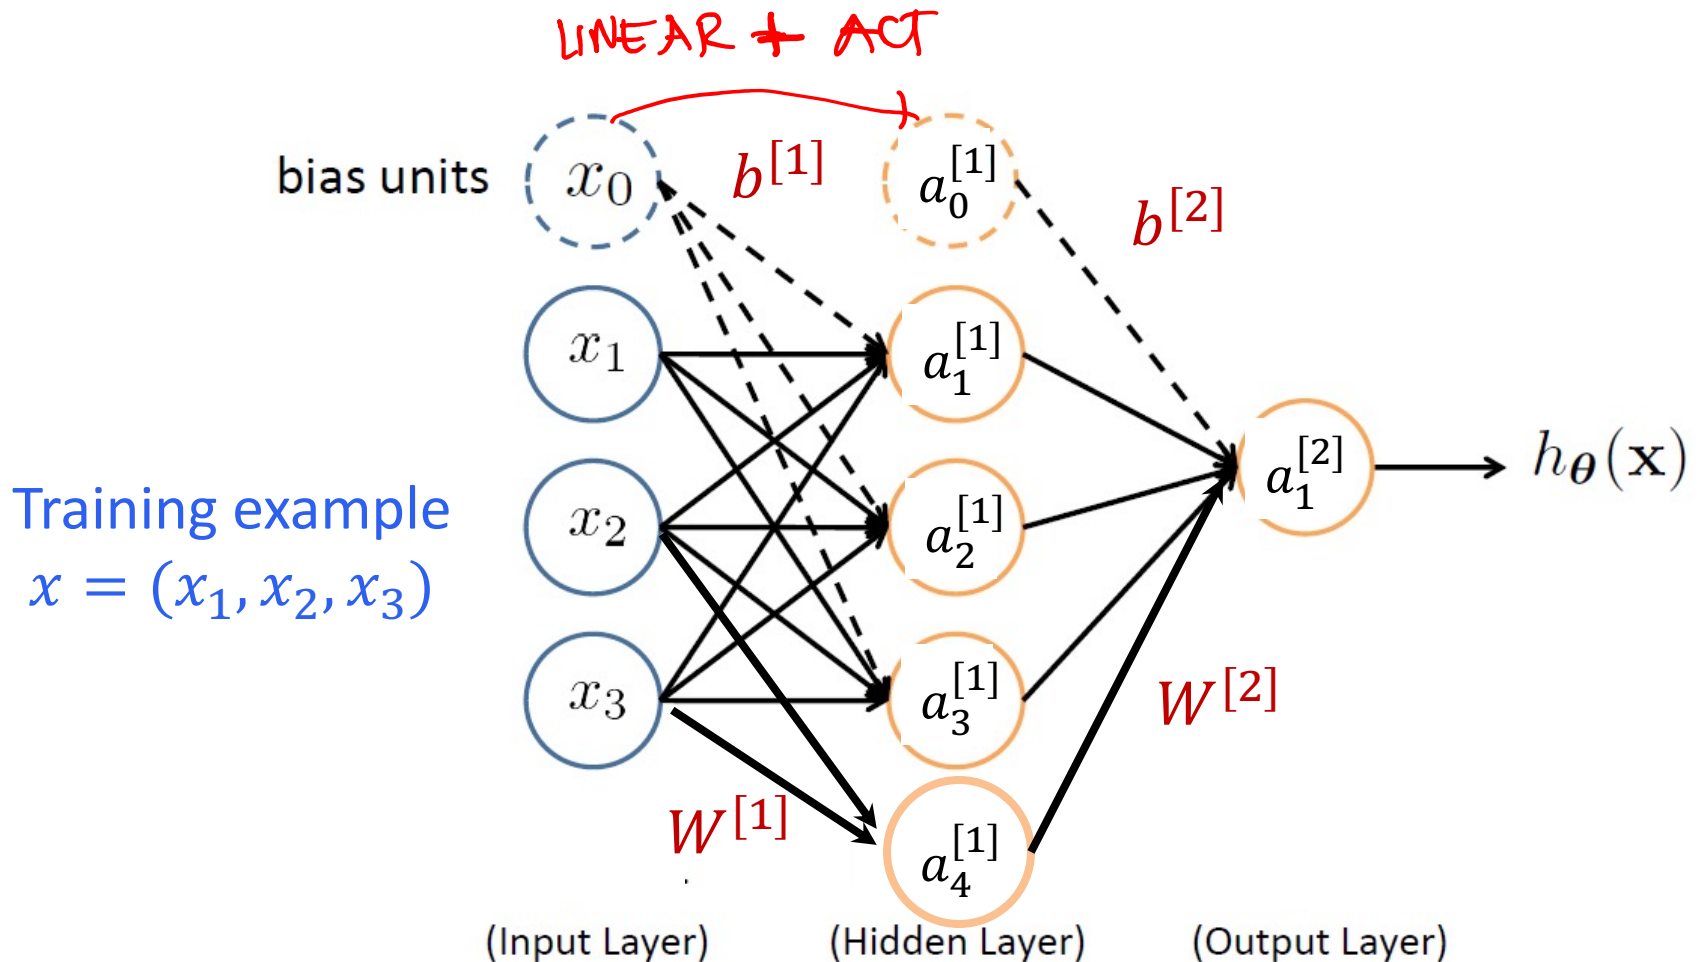 LINEAR + ACT
bias units
x₀
b^[1]
a₀^[1]
b^[2]
x₁
a₁^[1]
x₂
a₂^[1]
a₁^[2]
h_θ(x)
Training example
x = (x₁, x₂, x₃)
x₃
a₃^[1]
W^[2]
W^[1]
a₄^[1]
(Input Layer) (Hidden Layer) (Output Layer)